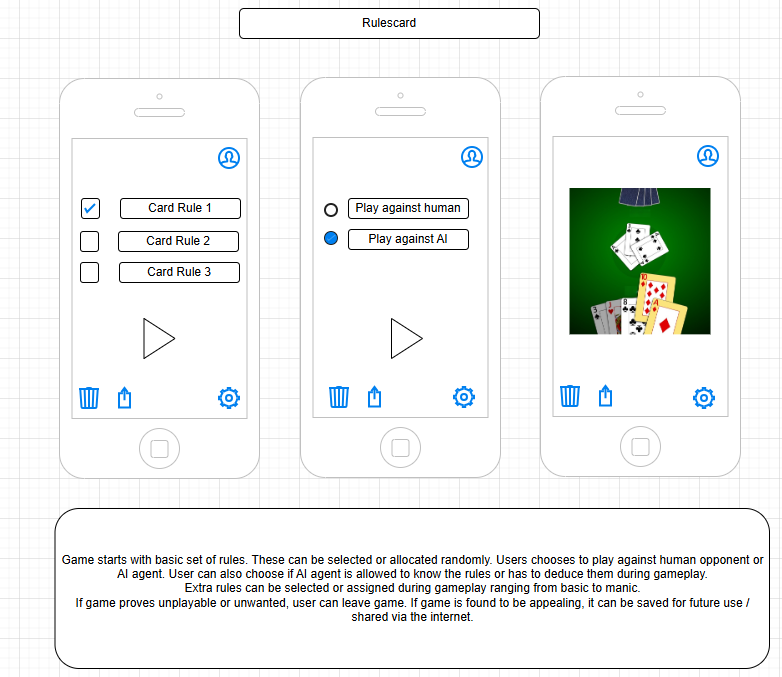 Rulescard
Card Rule 1
Card Rule 2
Card Rule 3
Play against human
Play against AI
Game starts with basic set of rules. These can be selected or allocated randomly. Users chooses to play against human opponent or
AI agent. User can also choose if AI agent is allowed to know the rules or has to deduce them during gameplay.
Extra rules can be selected or assigned during gameplay ranging from basic to manic.
If game proves unplayable or unwanted, user can leave game. If game is found to be appealing, it can be saved for future use /
shared via the internet.